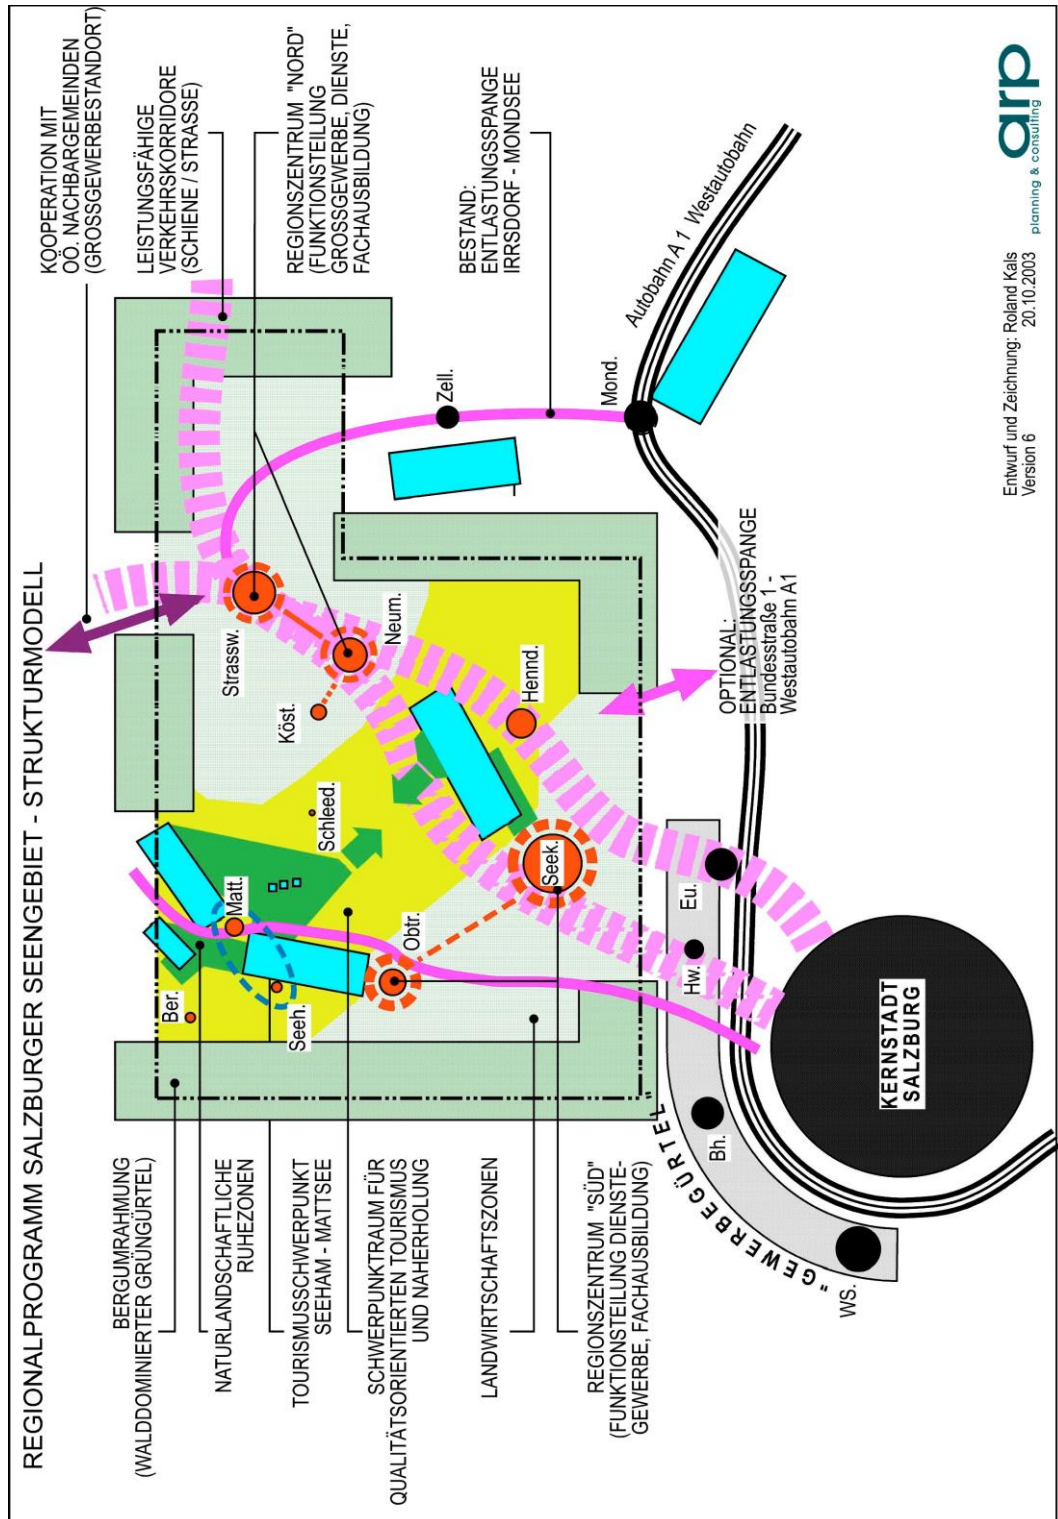 REGIONALPROGRAMM SALZBURGER SEENGEBIET - STRUKTURMODELL
BERGUMRAHMUNG
(WALDDOMINIERTER GRÜNGÜRTEL)
NATURLANDSCHAFTLICHE
RUHEZONEN
TOURISMUSSCHWERPUNKT
SEEHAM - MATTSEE
SCHWERPUNKTRAUM FÜR
QUALITÄTSORIENTIERTEN TOURISMUS
UND NAHERHOLUNG
LANDWIRTSCHAFTSZONEN
REGIONSZENTRUM "SÜD"
(FUNKTIONSTEILUNG DIENSTE-
GEWERBE, FACHAUSBILDUNG)
KOÖPERATION MIT
OÖ. NACHBARGEMEINDEN
(GROSSGEWERBESTANDORT)
LEISTUNGSFÄHIGE
VERKEHRSKORRIDORE
(SCHIENE / STRASSE)
REGIONSZENTRUM "NORD"
(FUNKTIONSTEILUNG
GROSSGEWERBE, DIENSTE,
FACHAUSBILDUNG)
BESTAND:
ENTLASTUNGSSPANGE
IRRSDORF - MONDSEE
Ber.
Matt.
Seeh.
Schleed.
Obtr.
Köst.
Strassw.
Neum.
Hennd.
Seek.
Zell.
Mond.
Autobahn A 1 Westautobahn
OPTIONAL:
ENTLASTUNGSSPANGE
Bundesstraße 1 -
Westautobahn A1
Eu.
Hw.
Bh.
WS.
"GEWERBEGÜRTEL"
KERNSTADT
SALZBURG
arp
planning & consulting
Entwurf und Zeichnung: Roland Kals
Version 6 20.10.2003